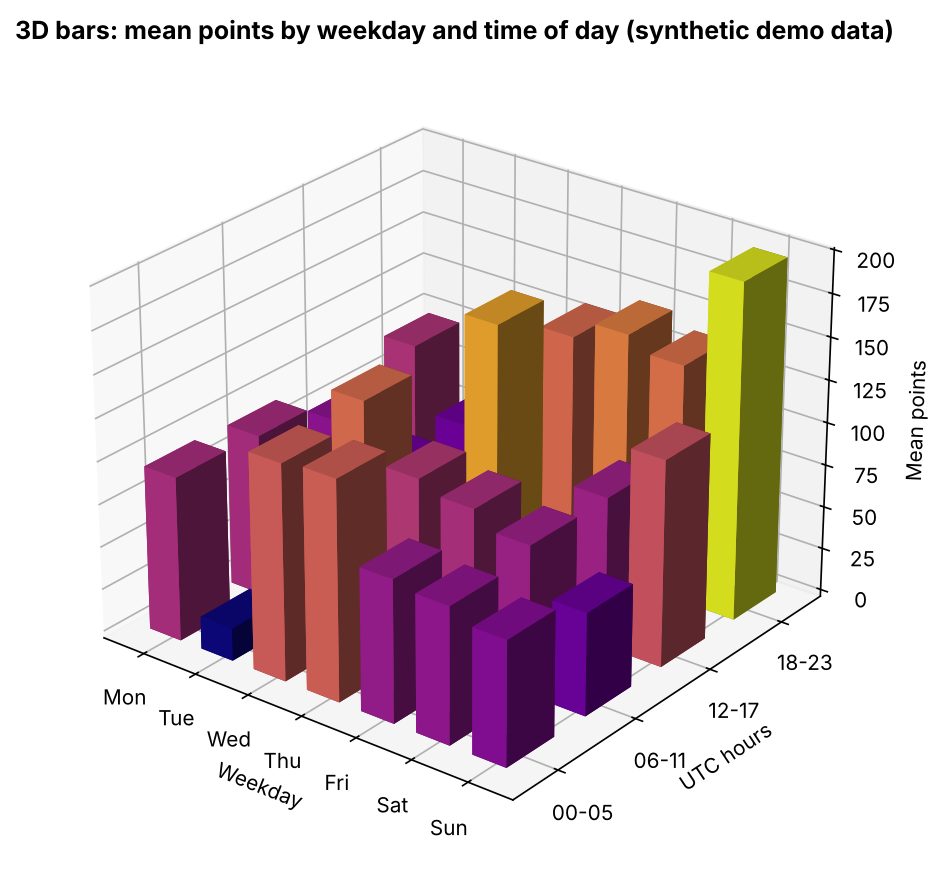 3D bars: mean points by weekday and time of day (synthetic demo data)
200
175
150
125
100
75
50
25
0
Mean points
Mon
Tue
Wed
Thu
Fri
Sat
Sun
Weekday
00-05
06-11
12-17
18-23
UTC hours